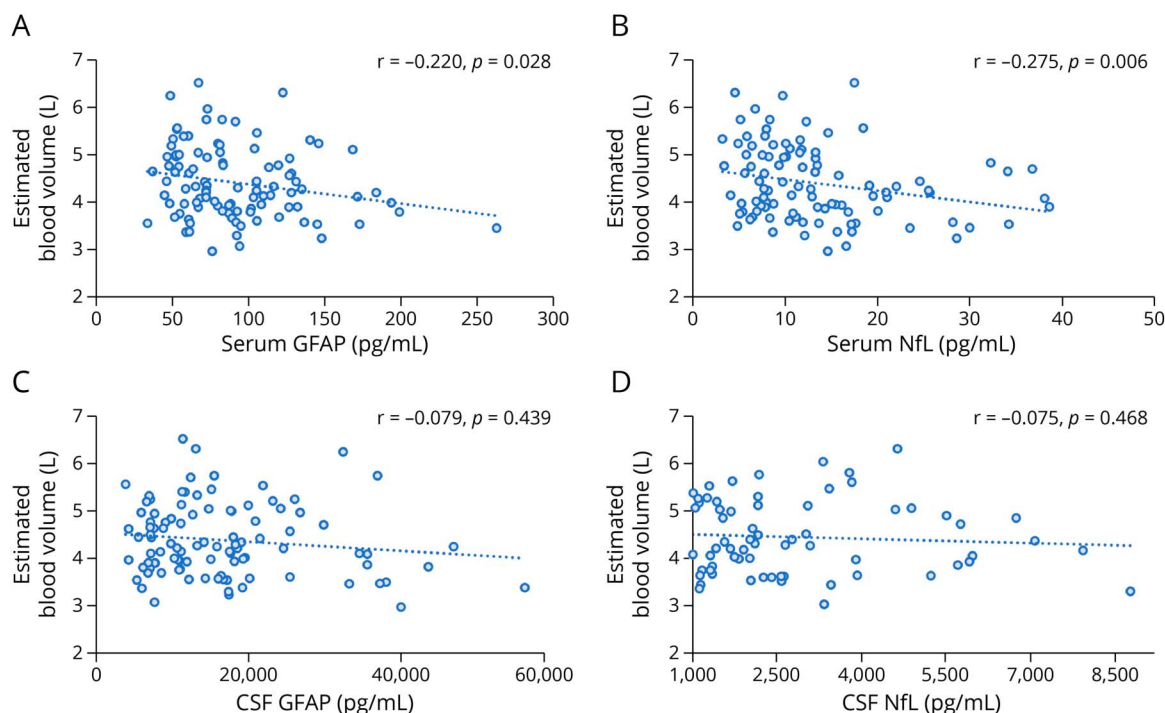 A
r = –0.220, p = 0.028
7
6
5
4
3
2
Estimated
blood volume (L)
0
50
100
150
200
250
300
Serum GFAP (pg/mL)
B
r = –0.275, p = 0.006
7
6
5
4
3
2
Estimated
blood volume (L)
0
10
20
30
40
50
Serum NfL (pg/mL)
C
r = –0.079, p = 0.439
7
6
5
4
3
2
Estimated
blood volume (L)
0
20,000
40,000
60,000
CSF GFAP (pg/mL)
D
r = –0.075, p = 0.468
7
6
5
4
3
2
Estimated
blood volume (L)
1,000
2,500
4,000
5,500
7,000
8,500
CSF NfL (pg/mL)